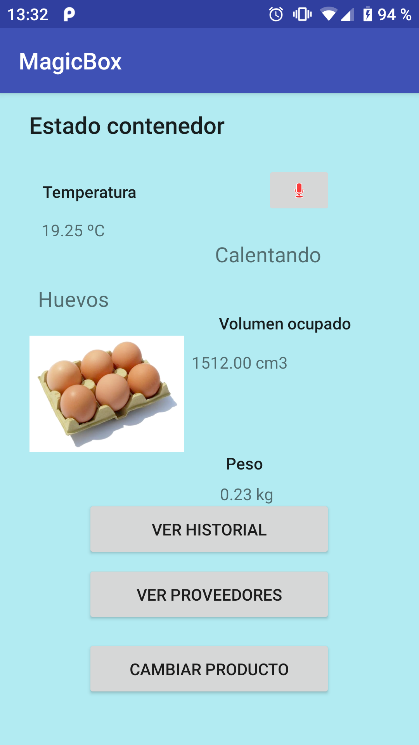 13:32
94 %
MagicBox
Estado contenedor
Temperatura
19.25 ºC
Calentando
Huevos
Volumen ocupado
1512.00 cm3
Peso
0.23 kg
VER HISTORIAL
VER PROVEEDORES
CAMBIAR PRODUCTO